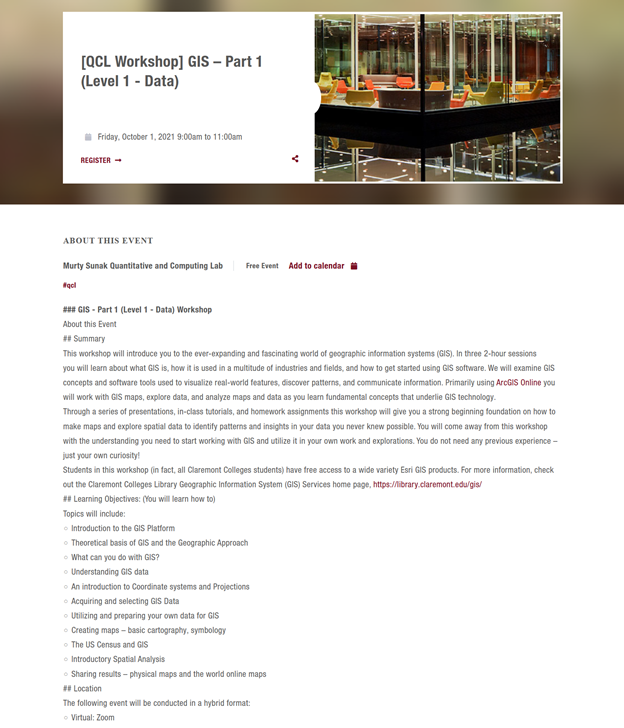 [QCL Workshop] GIS – Part 1
(Level 1 - Data)
Friday, October 1, 2021 9:00am to 11:00am
REGISTER
ABOUT THIS EVENT
Murty Sunak Quantitative and Computing Lab
Free Event
Add to calendar
#qcl
### GIS - Part 1 (Level 1 - Data) Workshop
About this Event
## Summary
This workshop will introduce you to the ever-expanding and fascinating world of geographic information systems (GIS). In three 2-hour sessions
you will learn about what GIS is, how it is used in a multitude of industries and fields, and how to get started using GIS software. We will examine GIS
concepts and software tools used to visualize real-world features, discover patterns, and communicate information. Primarily using ArcGIS Online you
will work with GIS maps, explore data, and analyze maps and data as you learn fundamental concepts that underlie GIS technology.
Through a series of presentations, in-class tutorials, and homework assignments this workshop will give you a strong beginning foundation on how to
make maps and explore spatial data to identify patterns and insights in your data you never knew possible. You will come away from this workshop
with the understanding you need to start working with GIS and utilize it in your own work and explorations. You do not need any previous experience –
just your own curiosity!
Students in this workshop (in fact, all Claremont Colleges students) have free access to a wide variety Esri GIS products. For more information, check
out the Claremont Colleges Library Geographic Information System (GIS) Services home page, https://library.claremont.edu/gis/
## Learning Objectives: (You will learn how to)
Topics will include:
Introduction to the GIS Platform
Theoretical basis of GIS and the Geographic Approach
What can you do with GIS?
Understanding GIS data
An introduction to Coordinate systems and Projections
Acquiring and selecting GIS Data
Utilizing and preparing your own data for GIS
Creating maps – basic cartography, symbology
The US Census and GIS
Introductory Spatial Analysis
Sharing results – physical maps and the world online maps
## Location
The following event will be conducted in a hybrid format:
Virtual: Zoom